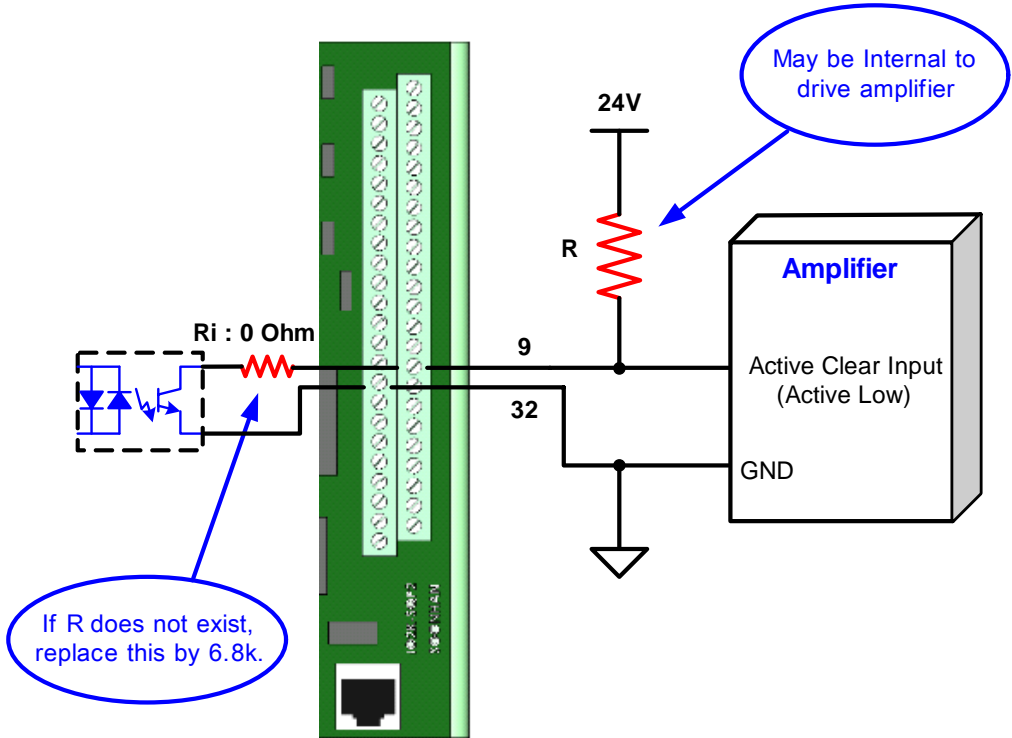 May be Internal to
drive amplifier
24V
R
Amplifier
Ri : 0 Ohm
9
Active Clear Input
(Active Low)
32
GND
If R does not exist,
replace this by 6.8k.